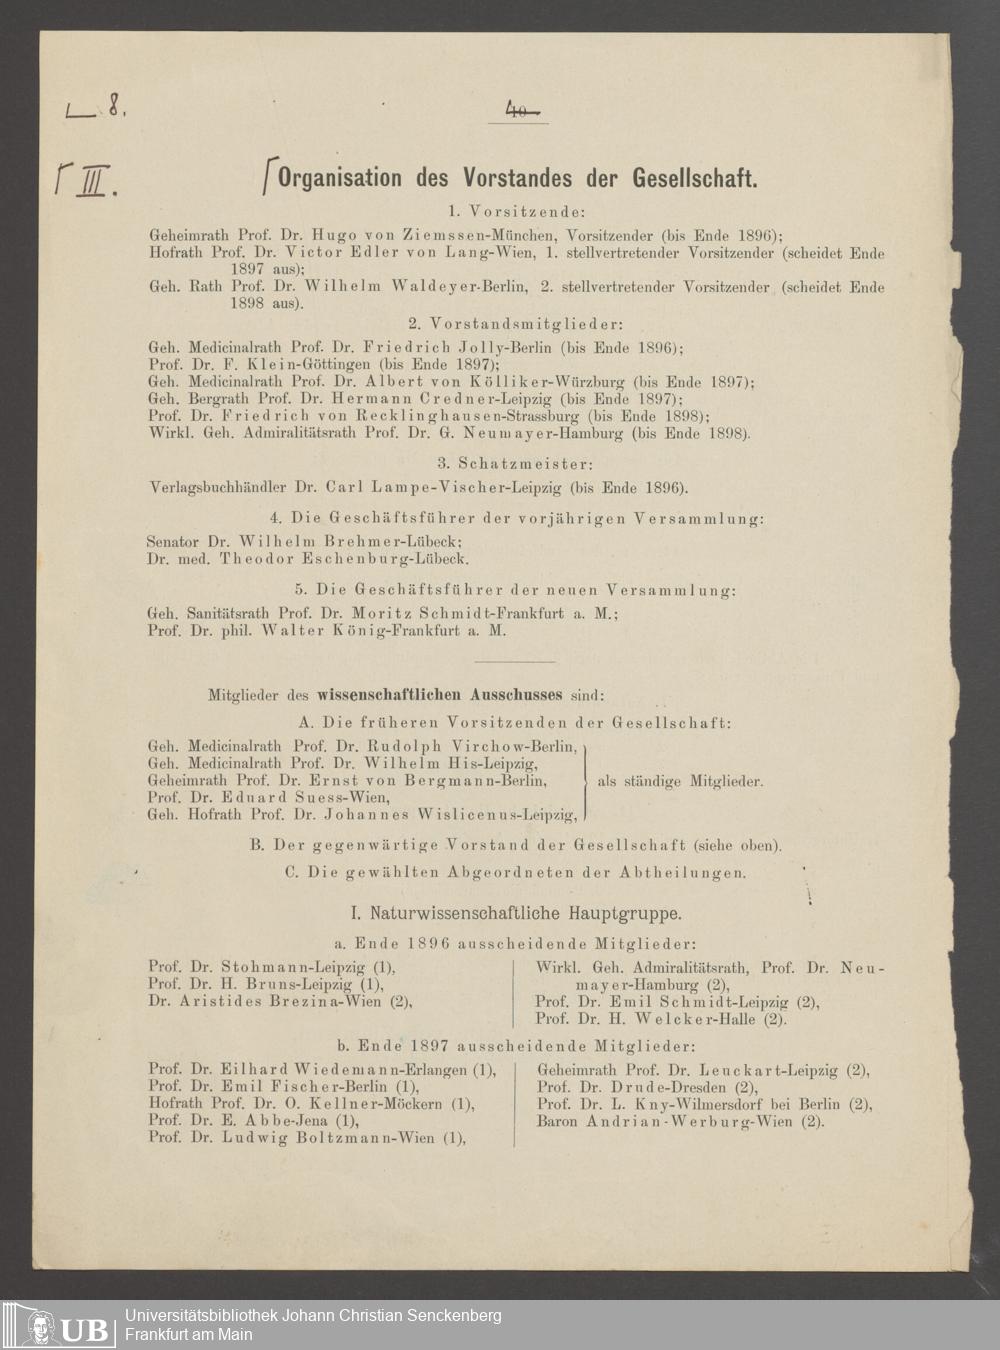 8.
10
III.
Organisation des Vorstandes der Gesellschaft.
1. Vorsitzende:
Geheimrath Prof. Dr. Hugo von Ziemssen-München, Vorsitzender (bis Ende 1896);
Hofrath Prof. Dr. Victor Edler von Lang-Wien, 1. stellvertretender Vorsitzender (scheidet Ende
1897 aus);
Geh. Rath Prof. Dr. Wilhelm Waldeyer-Berlin, 2. stellvertretender Vorsitzender (scheidet Ende
1898 aus).
2. Vorstandsmitglieder:
Geh. Medicinalrath Prof. Dr. Friedrich Jolly-Berlin (bis Ende 1896);
Prof. Dr. F. Klein-Göttingen (bis Ende 1897);
Geh. Medicinalrath Prof. Dr. Albert von Kölliker-Würzburg (bis Ende 1897);
Geh. Bergrath Prof. Dr. Hermann Credner-Leipzig (bis Ende 1897);
Prof. Dr. Friedrich von Recklinghausen-Strassburg (bis Ende 1898);
Wirkl. Geh. Admiralitätsrath Prof. Dr. G. Neumayer-Hamburg (bis Ende 1898).
3. Schatzmeister:
Verlagsbuchhändler Dr. Carl Lampe-Vischer-Leipzig (bis Ende 1896).
4. Die Geschäftsführer der vorjährigen Versammlung:
Senator Dr. Wilhelm Brehmer-Lübeck;
Dr. med. Theodor Eschenburg-Lübeck.
5. Die Geschäftsführer der neuen Versammlung:
Geh. Sanitätsrath Prof. Dr. Moritz Schmidt-Frankfurt a. M.;
Prof. Dr. phil. Walter König-Frankfurt a. M.
Mitglieder des wissenschaftlichen Ausschusses sind:
A. Die früheren Vorsitzenden der Gesellschaft:
Geh. Medicinalrath Prof. Dr. Rudolph Virchow-Berlin,
Geh. Medicinalrath Prof. Dr. Wilhelm His-Leipzig,
Geheimrath Prof. Dr. Ernst von Bergmann-Berlin,
Prof. Dr. Eduard Suess-Wien,
Geh. Hofrath Prof. Dr. Johannes Wislicenus-Leipzig,
als ständige Mitglieder.
B. Der gegenwärtige Vorstand der Gesellschaft (siehe oben).
C. Die gewählten Abgeordneten der Abtheilungen.
I. Naturwissenschaftliche Hauptgruppe.
a. Ende 1896 ausscheidende Mitglieder:
Prof. Dr. Stohmann-Leipzig (1),
Prof. Dr. H. Bruns-Leipzig (1),
Dr. Aristides Brezina-Wien (2),
Wirkl. Geh. Admiralitätsrath, Prof. Dr. Neu-
mayer-Hamburg (2),
Prof. Dr. Emil Schmidt-Leipzig (2),
Prof. Dr. H. Welcker-Halle (2).
b. Ende 1897 ausscheidende Mitglieder:
Prof. Dr. Eilhard Wiedemann-Erlangen (1),
Prof. Dr. Emil Fischer-Berlin (1),
Hofrath Prof. Dr. O. Kellner-Möckern (1),
Prof. Dr. E. Abbe-Jena (1),
Prof. Dr. Ludwig Boltzmann-Wien (1),
Geheimrath Prof. Dr. Leuckart-Leipzig (2),
Prof. Dr. Drude-Dresden (2),
Prof. Dr. L. Kny-Wilmersdorf bei Berlin (2),
Baron Andrian-Werburg-Wien (2).
UB
Universitätsbibliothek Johann Christian Senckenberg
Frankfurt am Main